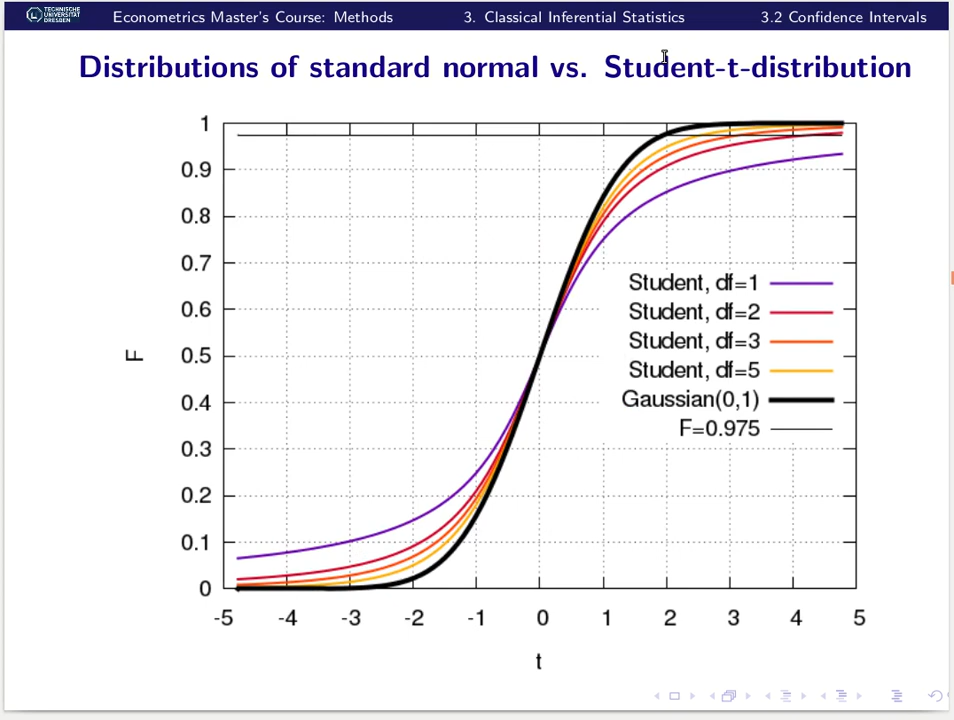 TECHNISCHE
UNIVERSITÄT
DRESDEN
Econometrics Master's Course: Methods 3. Classical Inferential Statistics 3.2 Confidence Intervals
Distributions of standard normal vs. Student-t-distribution
1
0.9
0.8
0.7
0.6
0.5
0.4
0.3
0.2
0.1
0
F
Student, df=1
Student, df=2
Student, df=3
Student, df=5
Gaussian(0,1)
F=0.975
-5 -4 -3 -2 -1 0 1 2 3 4 5
t